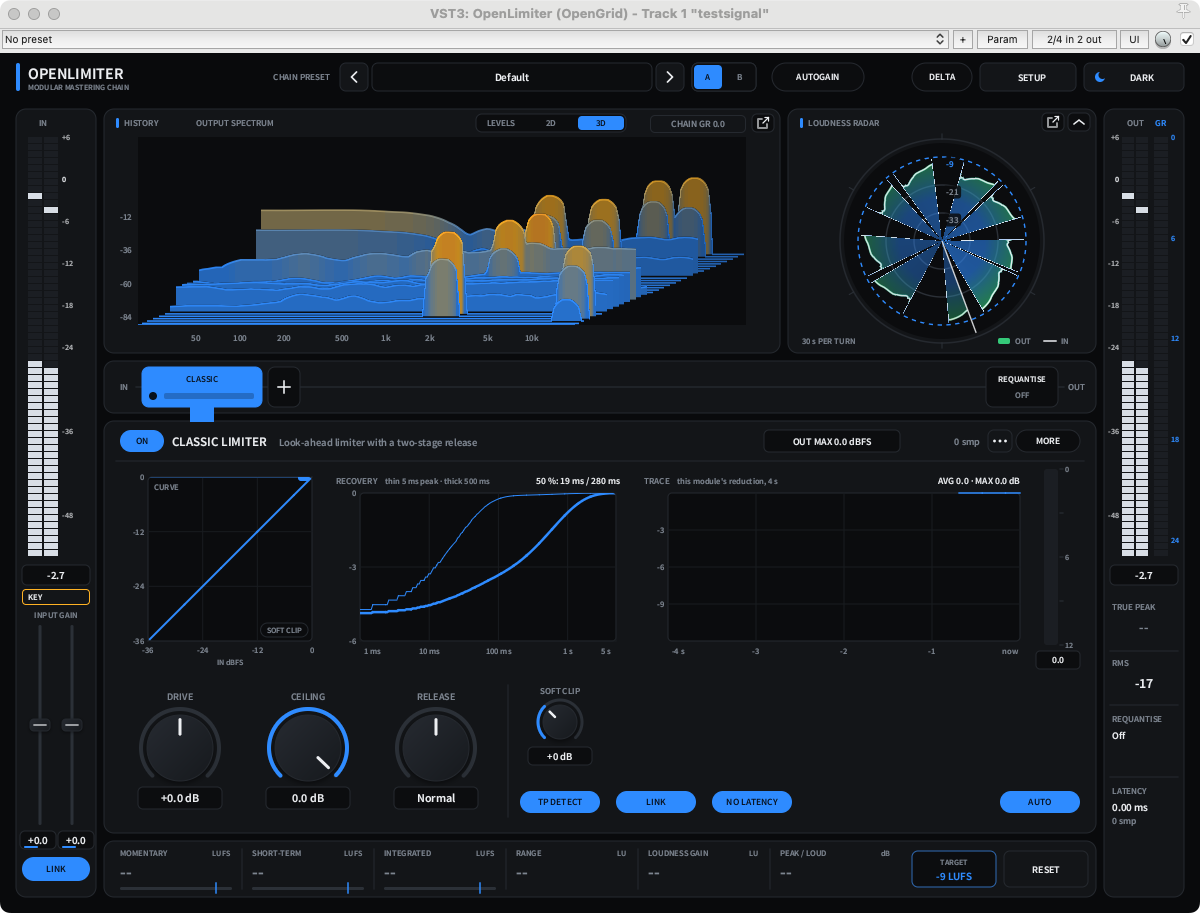 VST3: OpenLimiter (OpenGrid) - Track 1 "testsignal"
No preset
+
Param
2/4 in 2 out
UI
OPENLIMITER
MODULAR MASTERING CHAIN
CHAIN PRESET
Default
A
B
AUTOGAIN
DELTA
SETUP
DARK
IN
+6
0
-6
-12
-18
-24
-36
-48
-2.7
KEY
INPUT GAIN
+0.0
+0.0
LINK
HISTORY
OUTPUT SPECTRUM
LEVELS
2D
3D
CHAIN GR 0.0
-12
-36
-60
-84
50
100
200
500
1k
2k
5k
10k
LOUDNESS RADAR
-9
-21
-33
30 s PER TURN
OUT
IN
IN
CLASSIC
+
REQUANTISE
OFF
OUT
ON
CLASSIC LIMITER
Look-ahead limiter with a two-stage release
OUT MAX 0.0 dBFS
0 smp
•••
MORE
CURVE
0
-12
-24
-36
-36
-24
-12
0
IN dBFS
SOFT CLIP
RECOVERY
thin 5 ms peak · thick 500 ms
50 %: 19 ms / 280 ms
0
-3
-6
1 ms
10 ms
100 ms
1 s
5 s
TRACE
this module's reduction, 4 s
AVG 0.0 · MAX 0.0 dB
-3
-6
-9
-4 s
-3
-2
-1
now
0
6
12
0.0
DRIVE
+0.0 dB
CEILING
0.0 dB
RELEASE
Normal
SOFT CLIP
+0 dB
TP DETECT
LINK
NO LATENCY
AUTO
MOMENTARY
LUFS
--
SHORT-TERM
LUFS
--
INTEGRATED
LUFS
--
RANGE
LU
--
LOUDNESS GAIN
LU
--
PEAK / LOUD
dB
--
TARGET
-9 LUFS
RESET
OUT
GR
+6
0
-6
-12
-18
-24
-36
-48
0
6
12
18
24
-2.7
TRUE PEAK
--
RMS
-17
REQUANTISE
Off
LATENCY
0.00 ms
0 smp